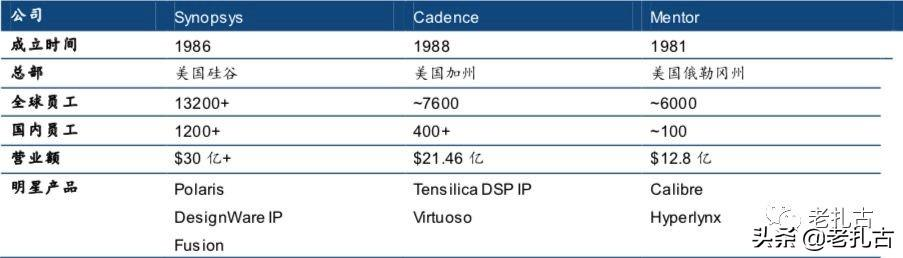 公司 Synopsys Cadence Mentor
成立时间 1986 1988 1981
总部 美国硅谷 美国加州 美国俄勒冈州
全球员工 13200+ ~7600 ~6000
国内员工 1200+ 400+ ~100
营业额 $30 亿+ $21.46 亿 $12.8 亿
明星产品 Polaris Tensilica DSP IP Calibre
DesignWare IP Virtuoso Hyperlynx
Fusion
老扎古
头条@老扎古